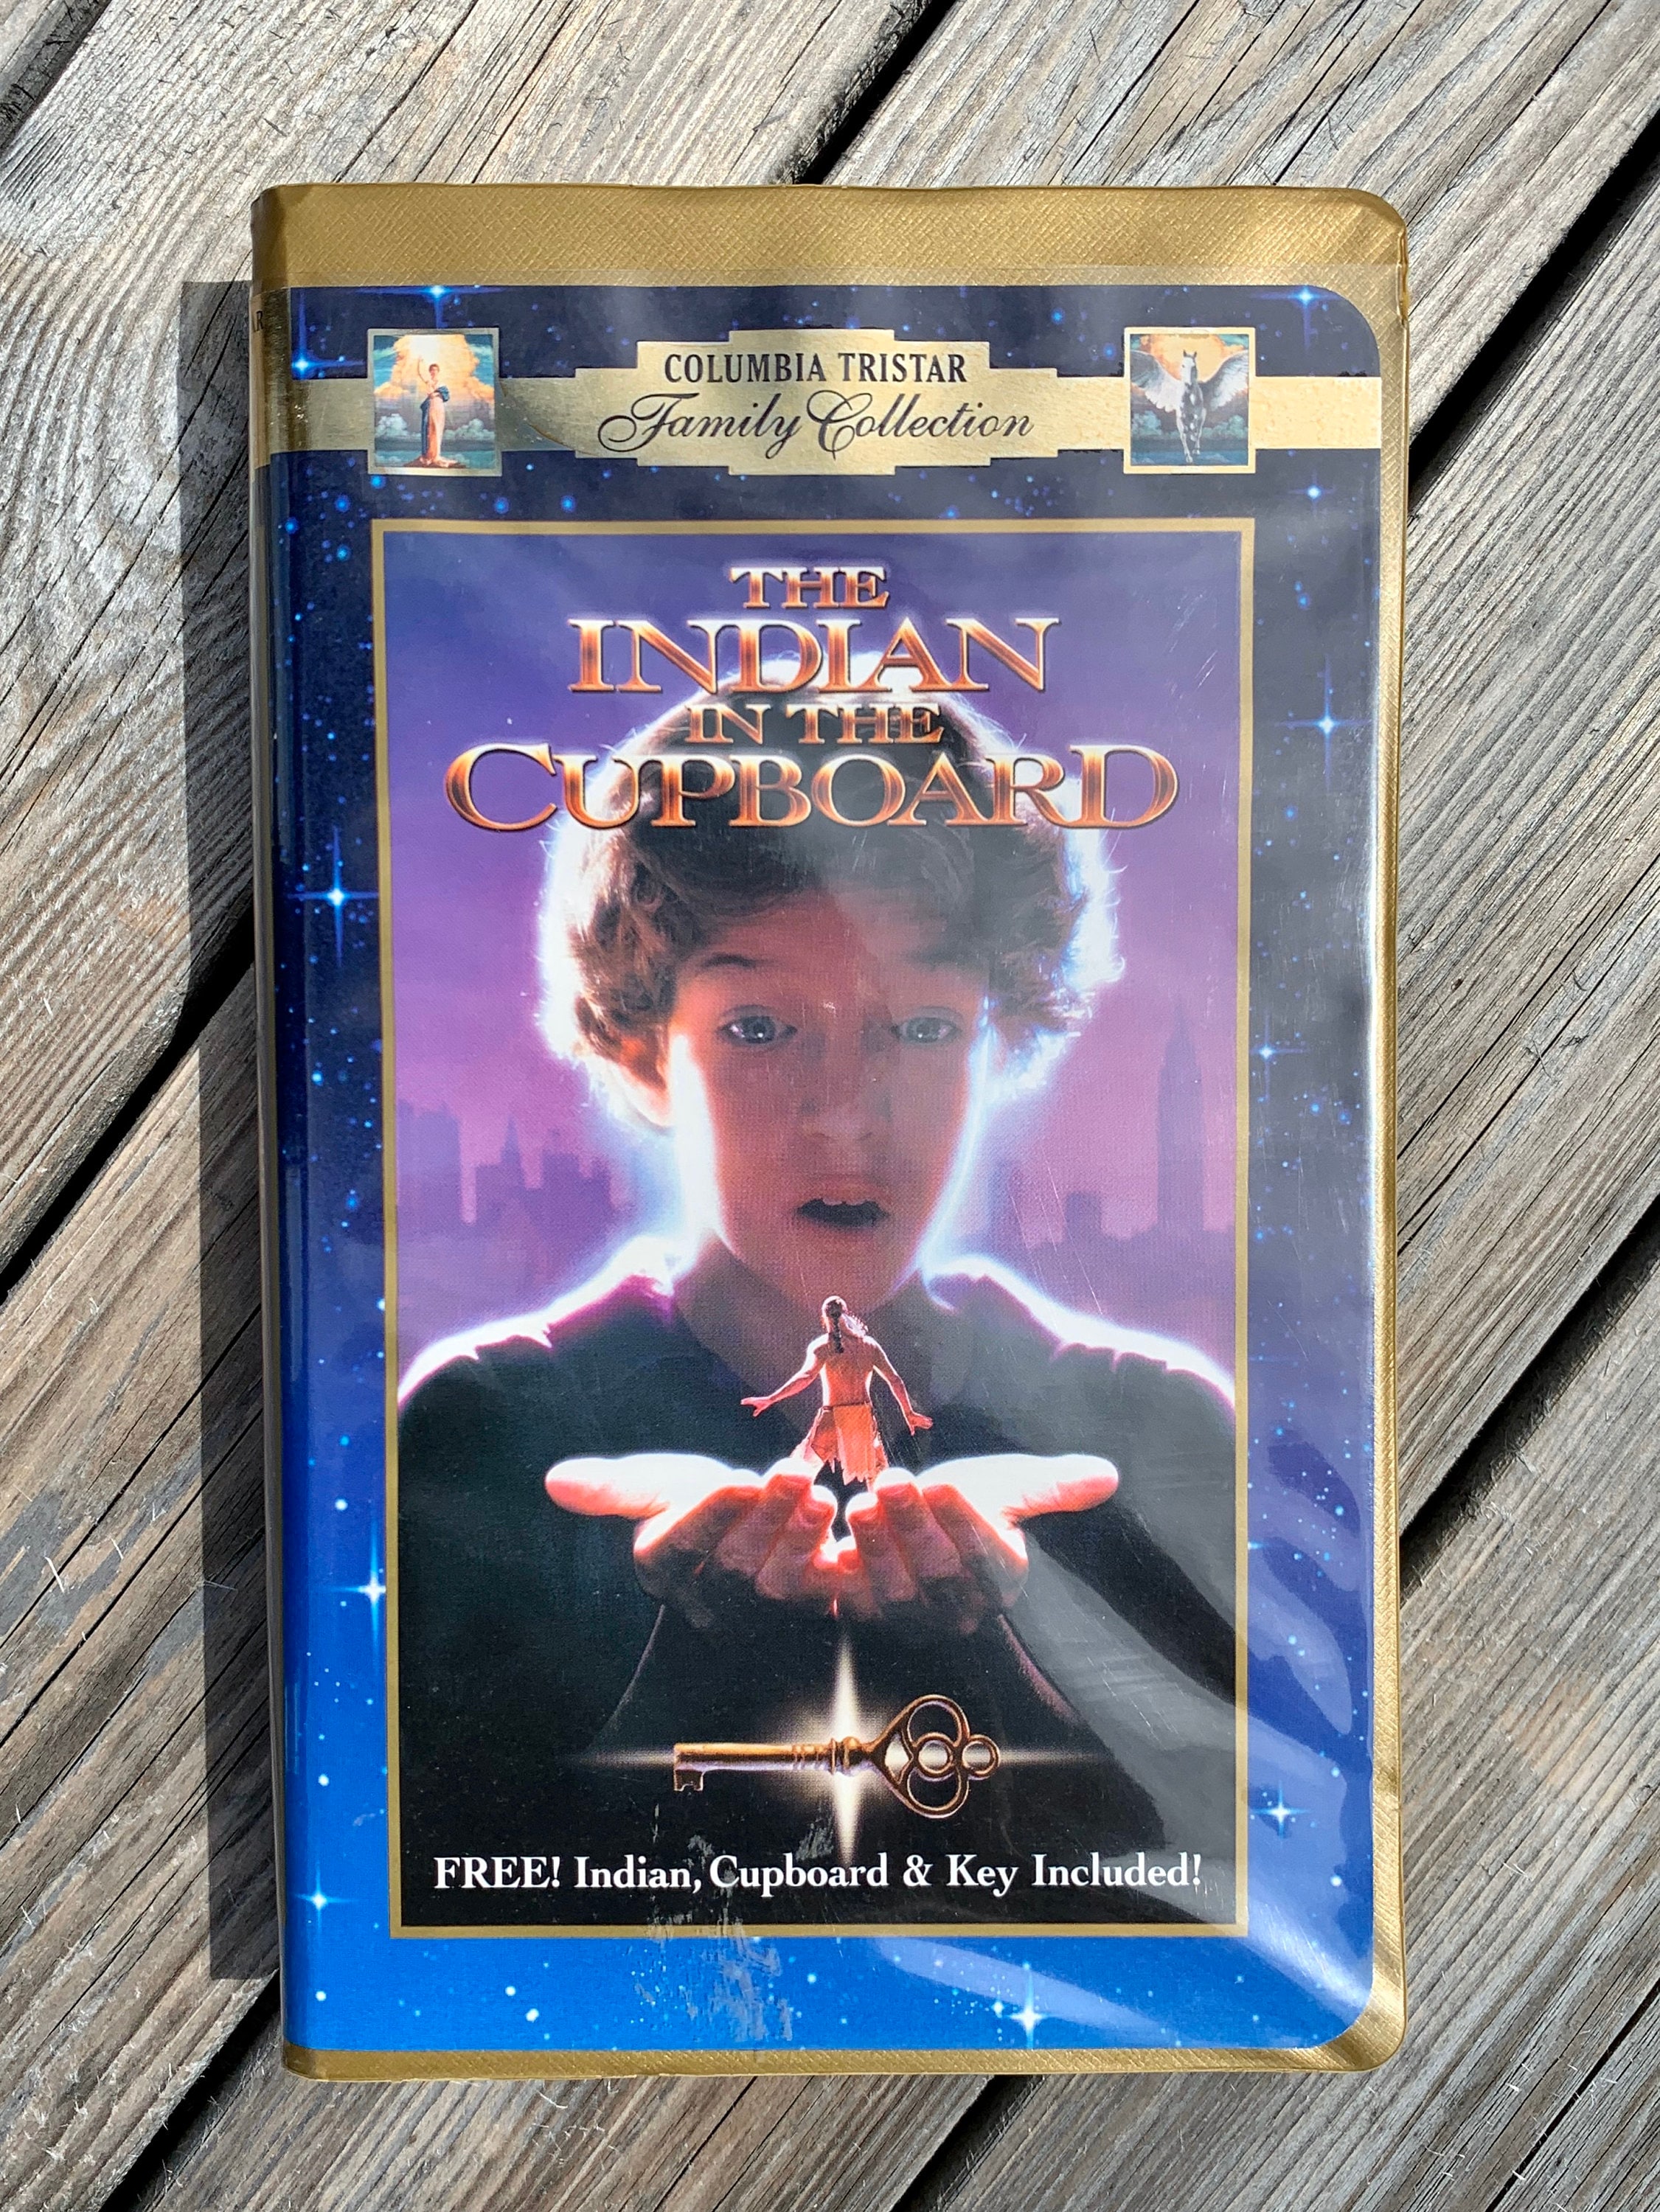 COLUMBIA TRISTAR
Family Collection
THE
INDIAN
IN THE
CUPBOARD
FREE! Indian, Cupboard & Key Included!